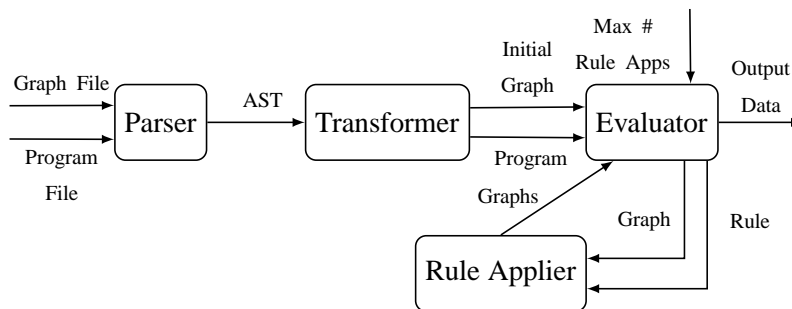 Max #
Rule Apps
Initial
Graph
Output
Data
Graph File
AST
Parser
Transformer
Evaluator
Program
File
Program
Graphs
Graph
Rule
Rule Applier